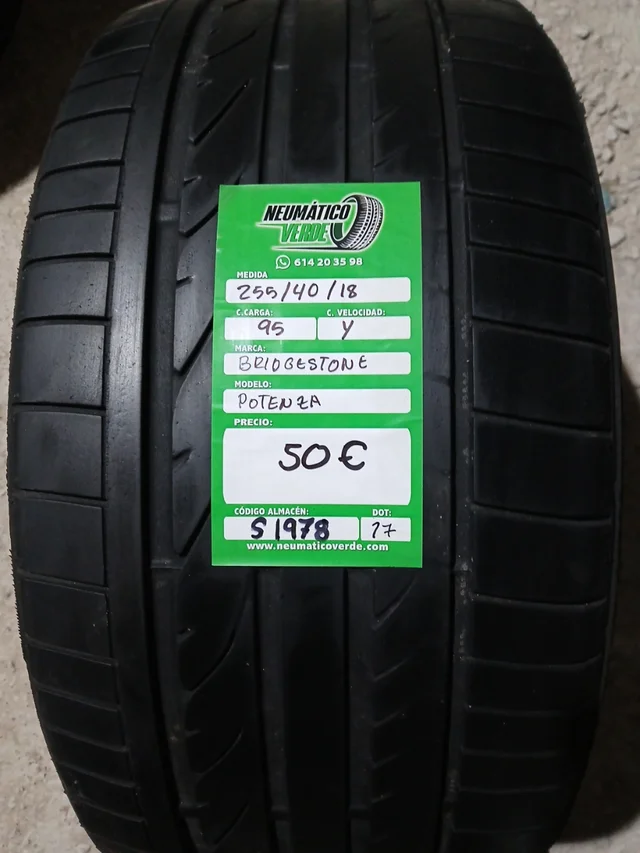 NEUMÁTICO
VERDE
614 20 35 98
MEDIDA
255/40/18
C.CARGA: C. VELOCIDAD:
95 Y
MARCA:
BRIDGESTONE
MODELO:
POTENZA
PRECIO:
50 €
CÓDIGO ALMACÉN: DOT:
S1978 17
www.neumaticoverde.com